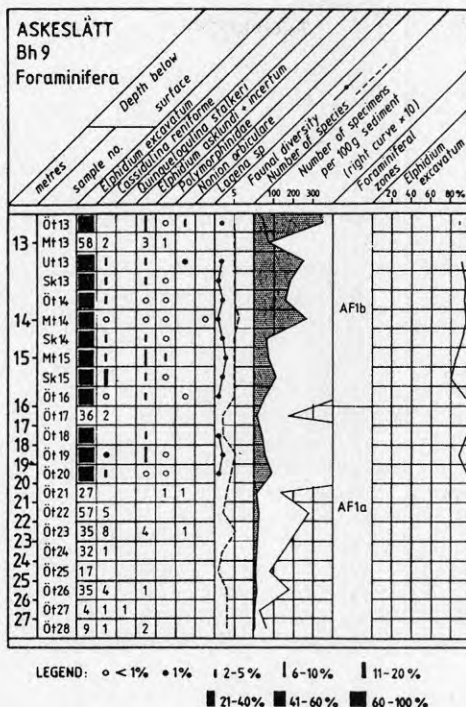 ASKESLÄTT
Bh 9
Foraminifera
metres
Depth below surface
sample no.
Elphidium excavatum
Cassidulina reniforme
Quinqueloqulina stalkeri
Elphidium asklundi + incertum
Polymorphinidae
Nonion orbiculare
Lagena sp
Faunal diversity
Number of species
Number of specimens
per 100g sediment
(right curve × 10)
Foraminiferal
zones
Elphidium
excavatum
100 200 300
20 40 60 80 %
Öt13
13 Mt13 58 2 3 1
Ut13
Sk13
Öt14
14 Mt14
Sk14
15 Mt15
Sk15
16 Öt16
Öt17 36 2
17
18 Öt18
Öt19
19 Öt20
20
21 Öt21 27 1 1
22 Öt22 57 5
23 Öt23 35 8 4 1
24 Öt24 32 1
25 Öt25 17
26 Öt26 35 4 1
27 Öt27 4 1 1
Öt28 9 1 2
AF1b
AF1a
LEGEND: ○ <1% ● 1% 2-5% 6-10% 11-20%
21-40% 41-60% 60-100%